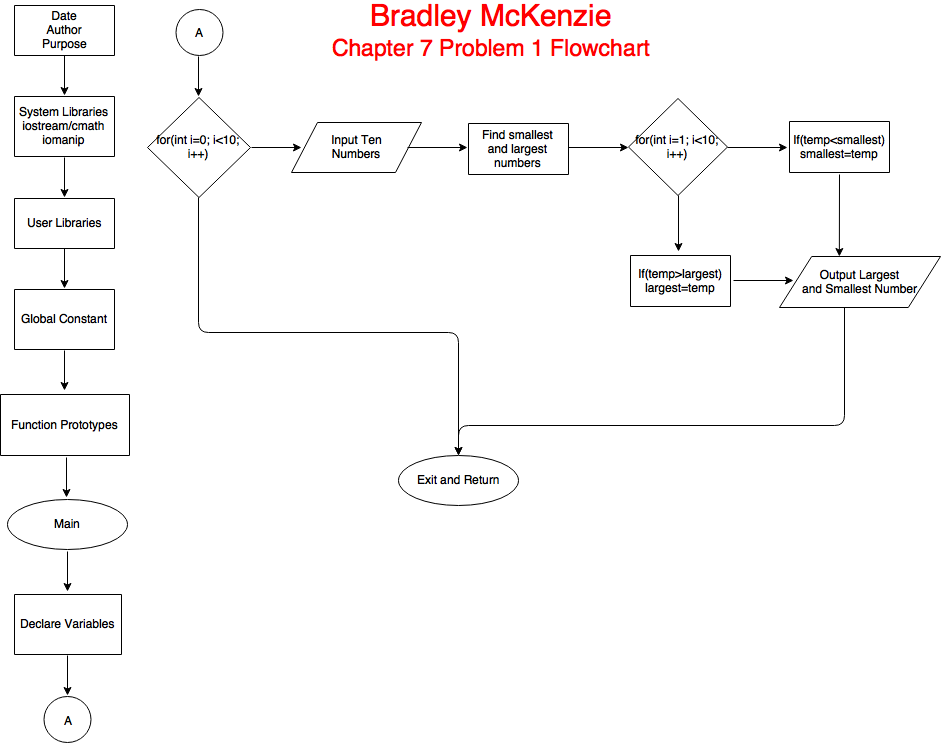 Bradley McKenzie
Chapter 7 Problem 1 Flowchart
Date
Author
Purpose
System Libraries
iostream/cmath
iomanip
User Libraries
Global Constant
Function Prototypes
Main
Declare Variables
A
A
for(int i=0; i<10;
i++)
Input Ten
Numbers
Find smallest
and largest
numbers
for(int i=1; i<10;
i++)
If(temp<smallest)
smallest=temp
If(temp>largest)
largest=temp
Output Largest
and Smallest Number
Exit and Return